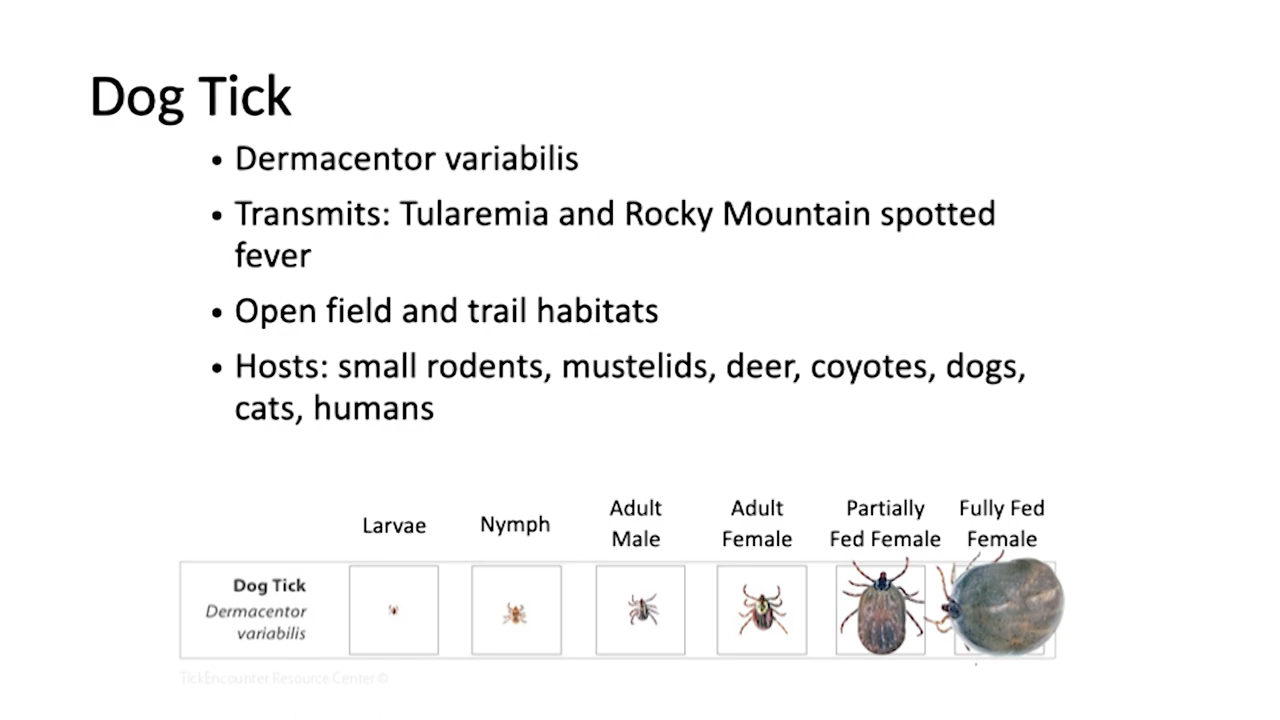 Dog Tick
• Dermacentor variabilis
• Transmits: Tularemia and Rocky Mountain spotted
fever
• Open field and trail habitats
• Hosts: small rodents, mustelids, deer, coyotes, dogs,
cats, humans
Larvae
Nymph
Adult
Male
Adult
Female
Partially
Fed Female
Fully Fed
Female
Dog Tick
Dermacentor
variabilis
TickEncounter Resource Center©